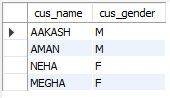 cus_name cus_gender
AAKASH M
AMAN M
NEHA F
MEGHA F